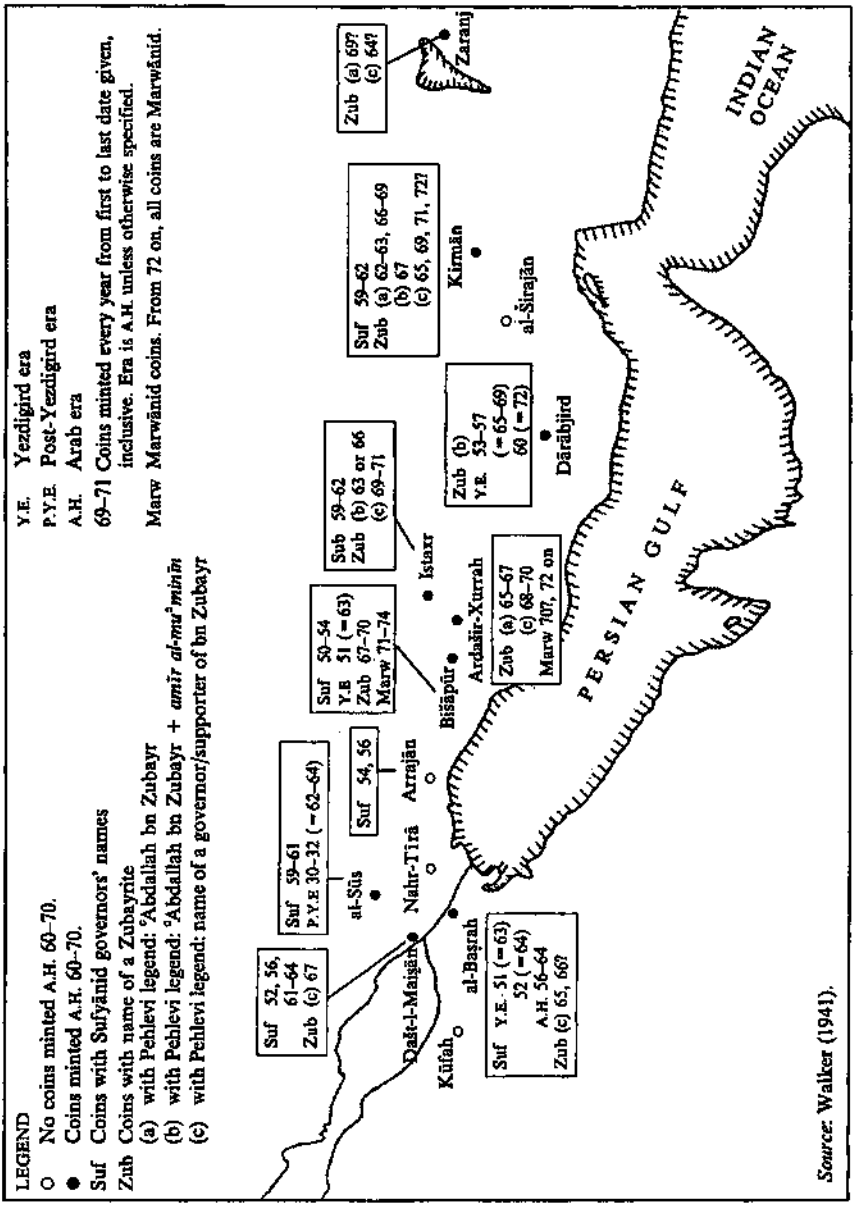 LEGEND
○ No coins minted A.H. 60–70.
● Coins minted A.H. 60–70.
Suf Coins with Sufyānid governors' names
Zub Coins with name of a Zubayrite
(a) with Pehlevi legend: ᶜAbdallah bn Zubayr
(b) with Pehlevi legend: ᶜAbdallah bn Zubayr + amīr al-muʾminīn
(c) with Pehlevi legend: name of a governor/supporter of bn Zubayr
Y.E. Yezdigird era
P.Y.E. Post-Yezdigird era
A.H. Arab era
69–71 Coins minted every year from first to last date given,
inclusive. Era is A.H. unless otherwise specified.
Marw Marwānid coins. From 72 on, all coins are Marwānid.
Suf 52, 56,
61–64
Zub (c) 67
Dašt-I-Maišān
Suf 59–61
P.Y.E 30–32 (=62–64)
al-Sūs
Nahr-Tīrā
Suf 54, 56
Arrajān
Kūfah
al-Baṣrah
Suf Y.E. 51 (=63)
52 (=64)
A.H. 56–64
Zub (c) 65, 66?
Suf 50–54
Y.E 51 (=63)
Zub 67–70
Marw 71–74
Bišāpūr
Sub 59–62
Zub (b) 63 or 66
(c) 69–71
Iṣtaxr
Ardašir-Xurrah
Zub (a) 65–67
(c) 68–70
Marw 70?, 72 on
Zub (b)
Y.E. 53–57
(=65–69)
60 (=72)
Dārābjird
Suf 59–62
Zub (a) 62–63, 66–69
(b) 67
(c) 65, 69, 71, 72?
Kirmān
al-Širajān
Zub (a) 69?
(c) 64?
Zaranj
PERSIAN GULF
INDIAN
OCEAN
Source: Walker (1941).